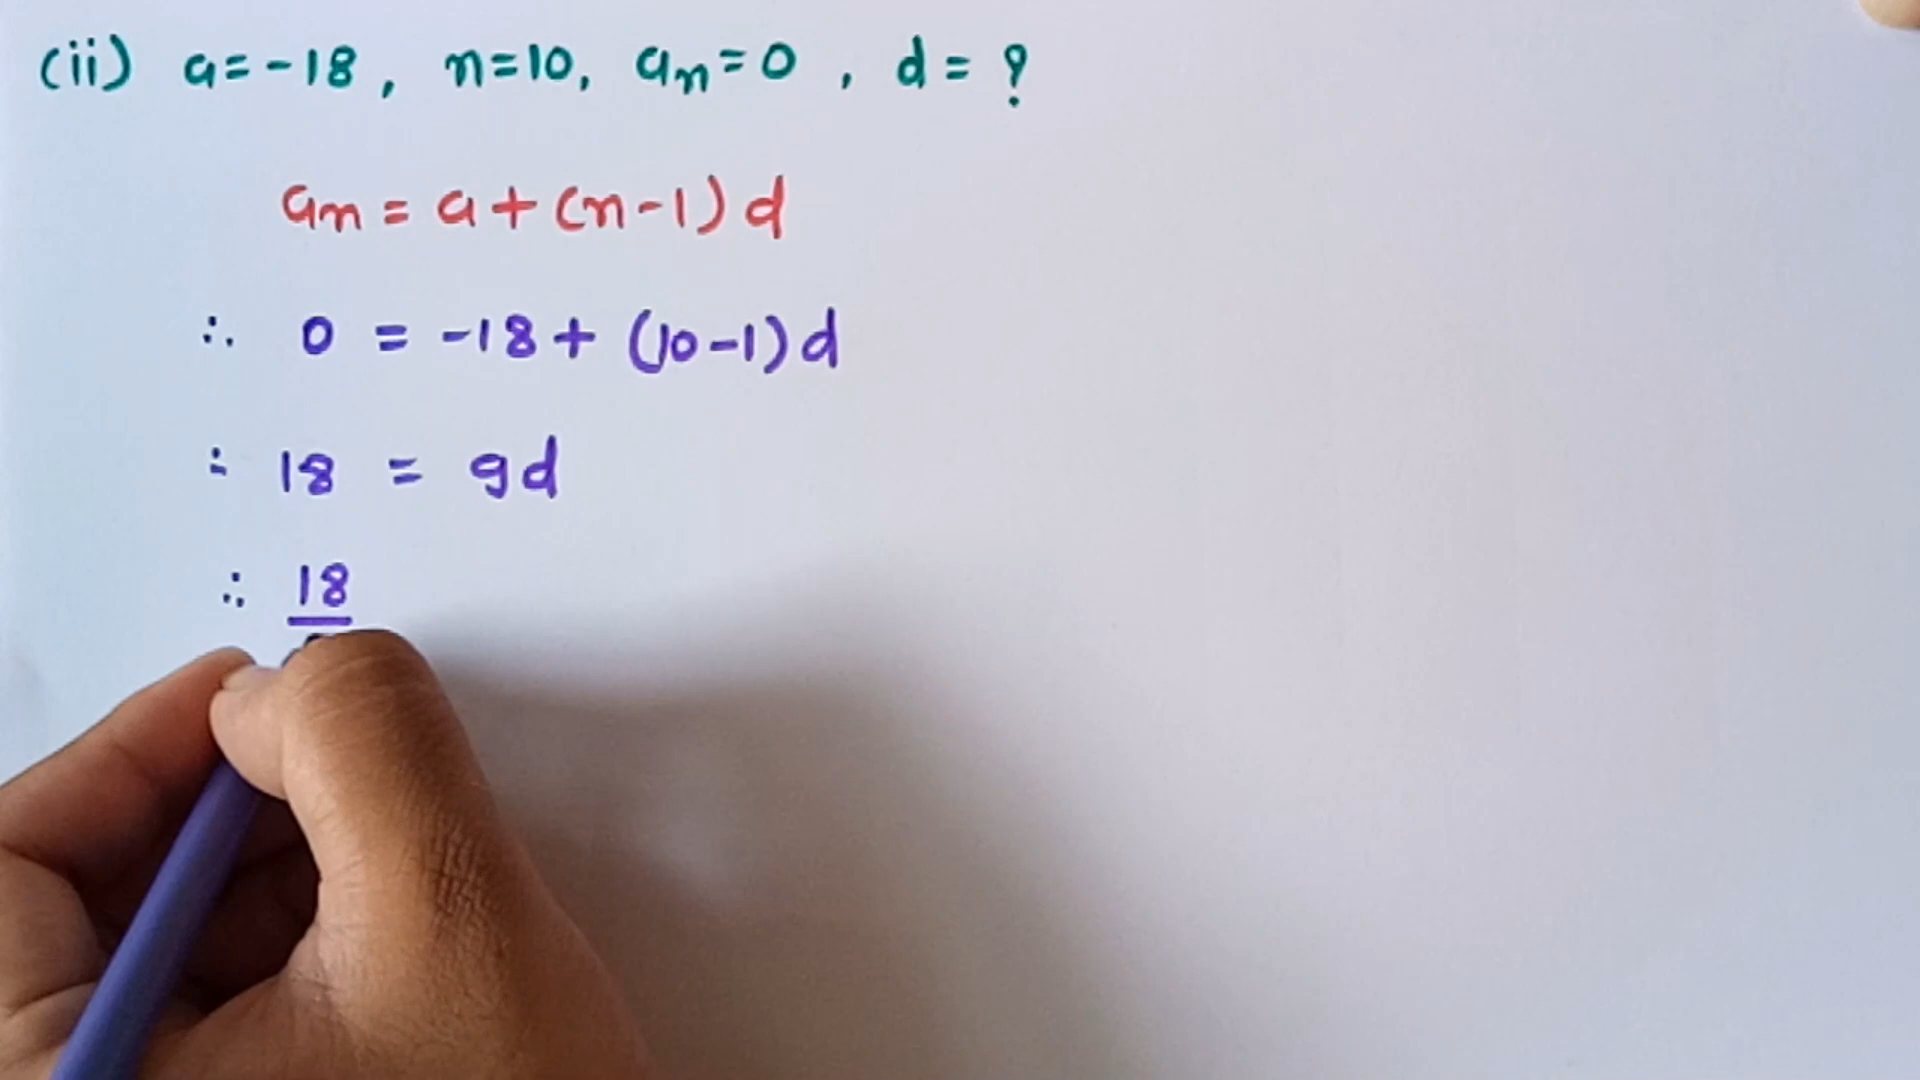 (ii) a=-18, n=10, an=0, d=?
an = a+(n-1)d
∴ 0 = -18+(10-1)d
∴ 18 = 9d
∴ 18